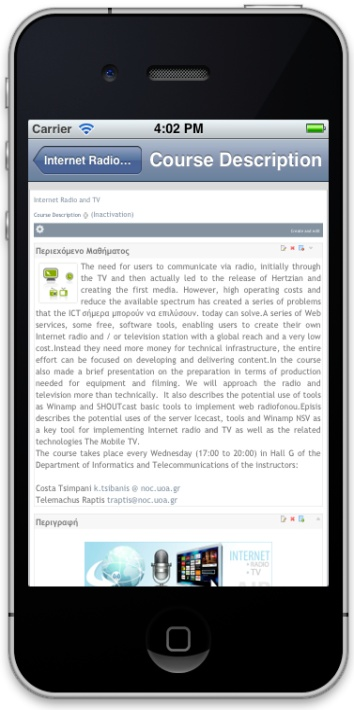 Carrier 4:02 PM
Internet Radio... Course Description
Internet Radio and TV
Course Description (Inactivation)
Create and edit
Περιεχόμενο Μαθήματος
The need for users to communicate via radio, initially through
the TV and then actually led to the release of Hertzian and
creating the first media. However, high operating costs and
reduce the available spectrum has created a series of problems
that the ICT σήμερα μπορούν να επιλύσουν. today can solve.A series of Web
services, some free, software tools, enabling users to create their own
Internet radio and / or television station with a global reach and a very low
cost.Instead they need more money for technical infrastructure, the entire
effort can be focused on developing and delivering content.In the course
also made a brief presentation on the preparation in terms of production
needed for equipment and filming. We will approach the radio and
television more than technically. It also describes the potential use of tools
as Winamp and SHOUTcast basic tools to implement web radiofonou.Episis
describes the potential uses of the server Icecast, tools and Winamp NSV as
a key tool for implementing Internet radio and TV as well as the related
technologies The Mobile TV.
The course takes place every Wednesday (17:00 to 20:00) in Hall G of the
Department of Informatics and Telecommunications of the instructors:
Costa Tsimpani k.tsibanis @ noc.uoa.gr
Telemachus Raptis traptis@noc.uoa.gr
Περιγραφή
INTERNET
+ RADIO
+ TV